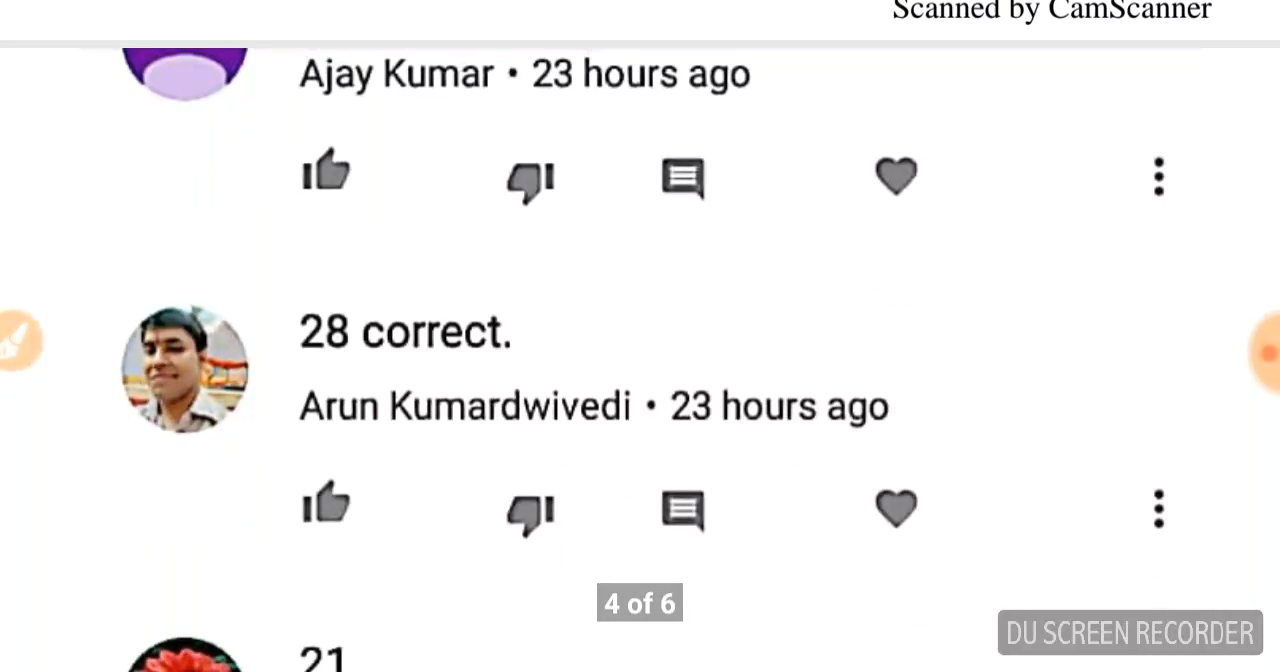 Scanned by CamScanner
Ajay Kumar • 23 hours ago
28 correct.
Arun Kumardwivedi • 23 hours ago
4 of 6
DU SCREEN RECORDER
21